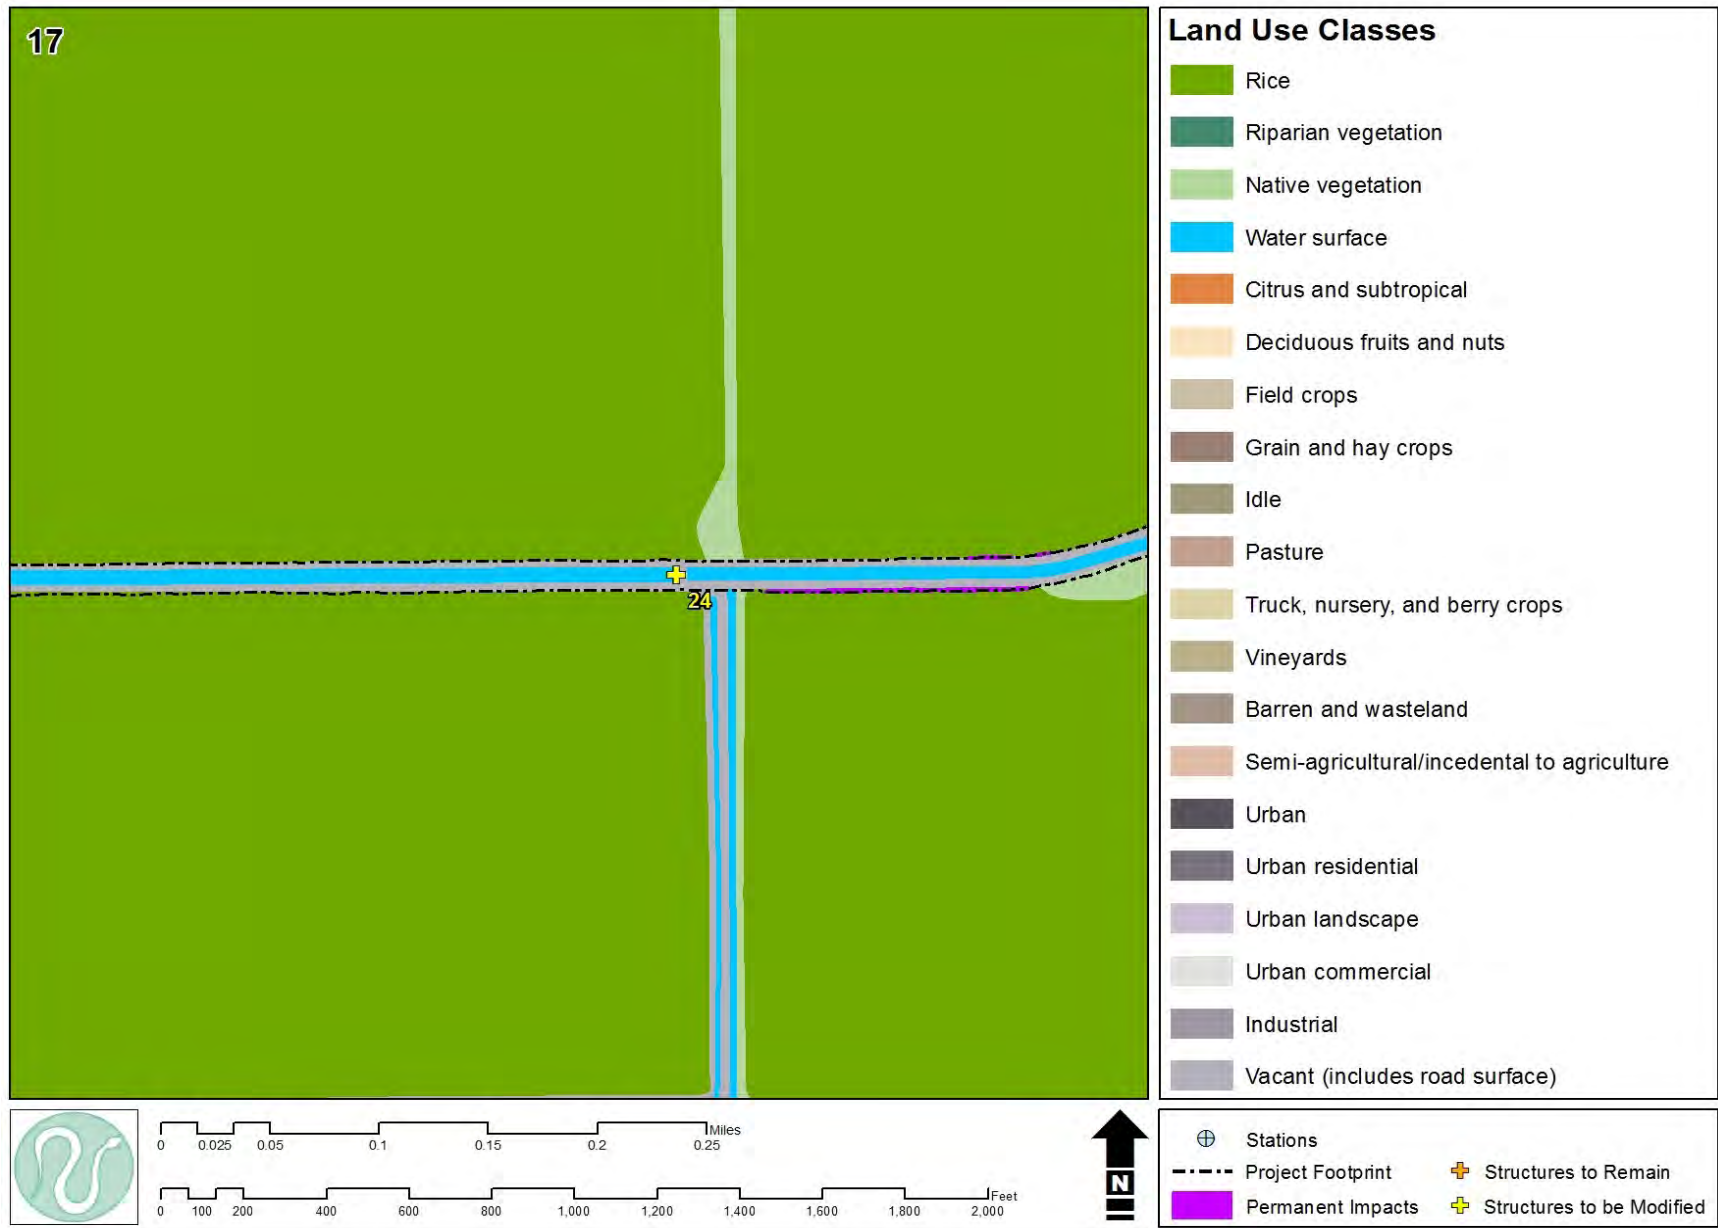 17
24
Land Use Classes
Rice
Riparian vegetation
Native vegetation
Water surface
Citrus and subtropical
Deciduous fruits and nuts
Field crops
Grain and hay crops
Idle
Pasture
Truck, nursery, and berry crops
Vineyards
Barren and wasteland
Semi-agricultural/incedental to agriculture
Urban
Urban residential
Urban landscape
Urban commercial
Industrial
Vacant (includes road surface)
Miles
0 0.025 0.05 0.1 0.15 0.2 0.25
Feet
0 100 200 400 600 800 1,000 1,200 1,400 1,600 1,800 2,000
N
Stations
Project Footprint
Permanent Impacts
Structures to Remain
Structures to be Modified